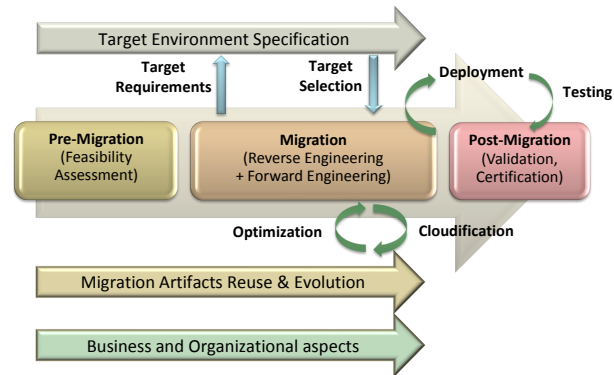 Target Environment Specification
Target
Requirements
Target
Selection
Deployment
Testing
Pre-Migration
(Feasibility
Assessment)
Migration
(Reverse Engineering
+ Forward Engineering)
Post-Migration
(Validation,
Certification)
Optimization
Cloudification
Migration Artifacts Reuse & Evolution
Business and Organizational aspects